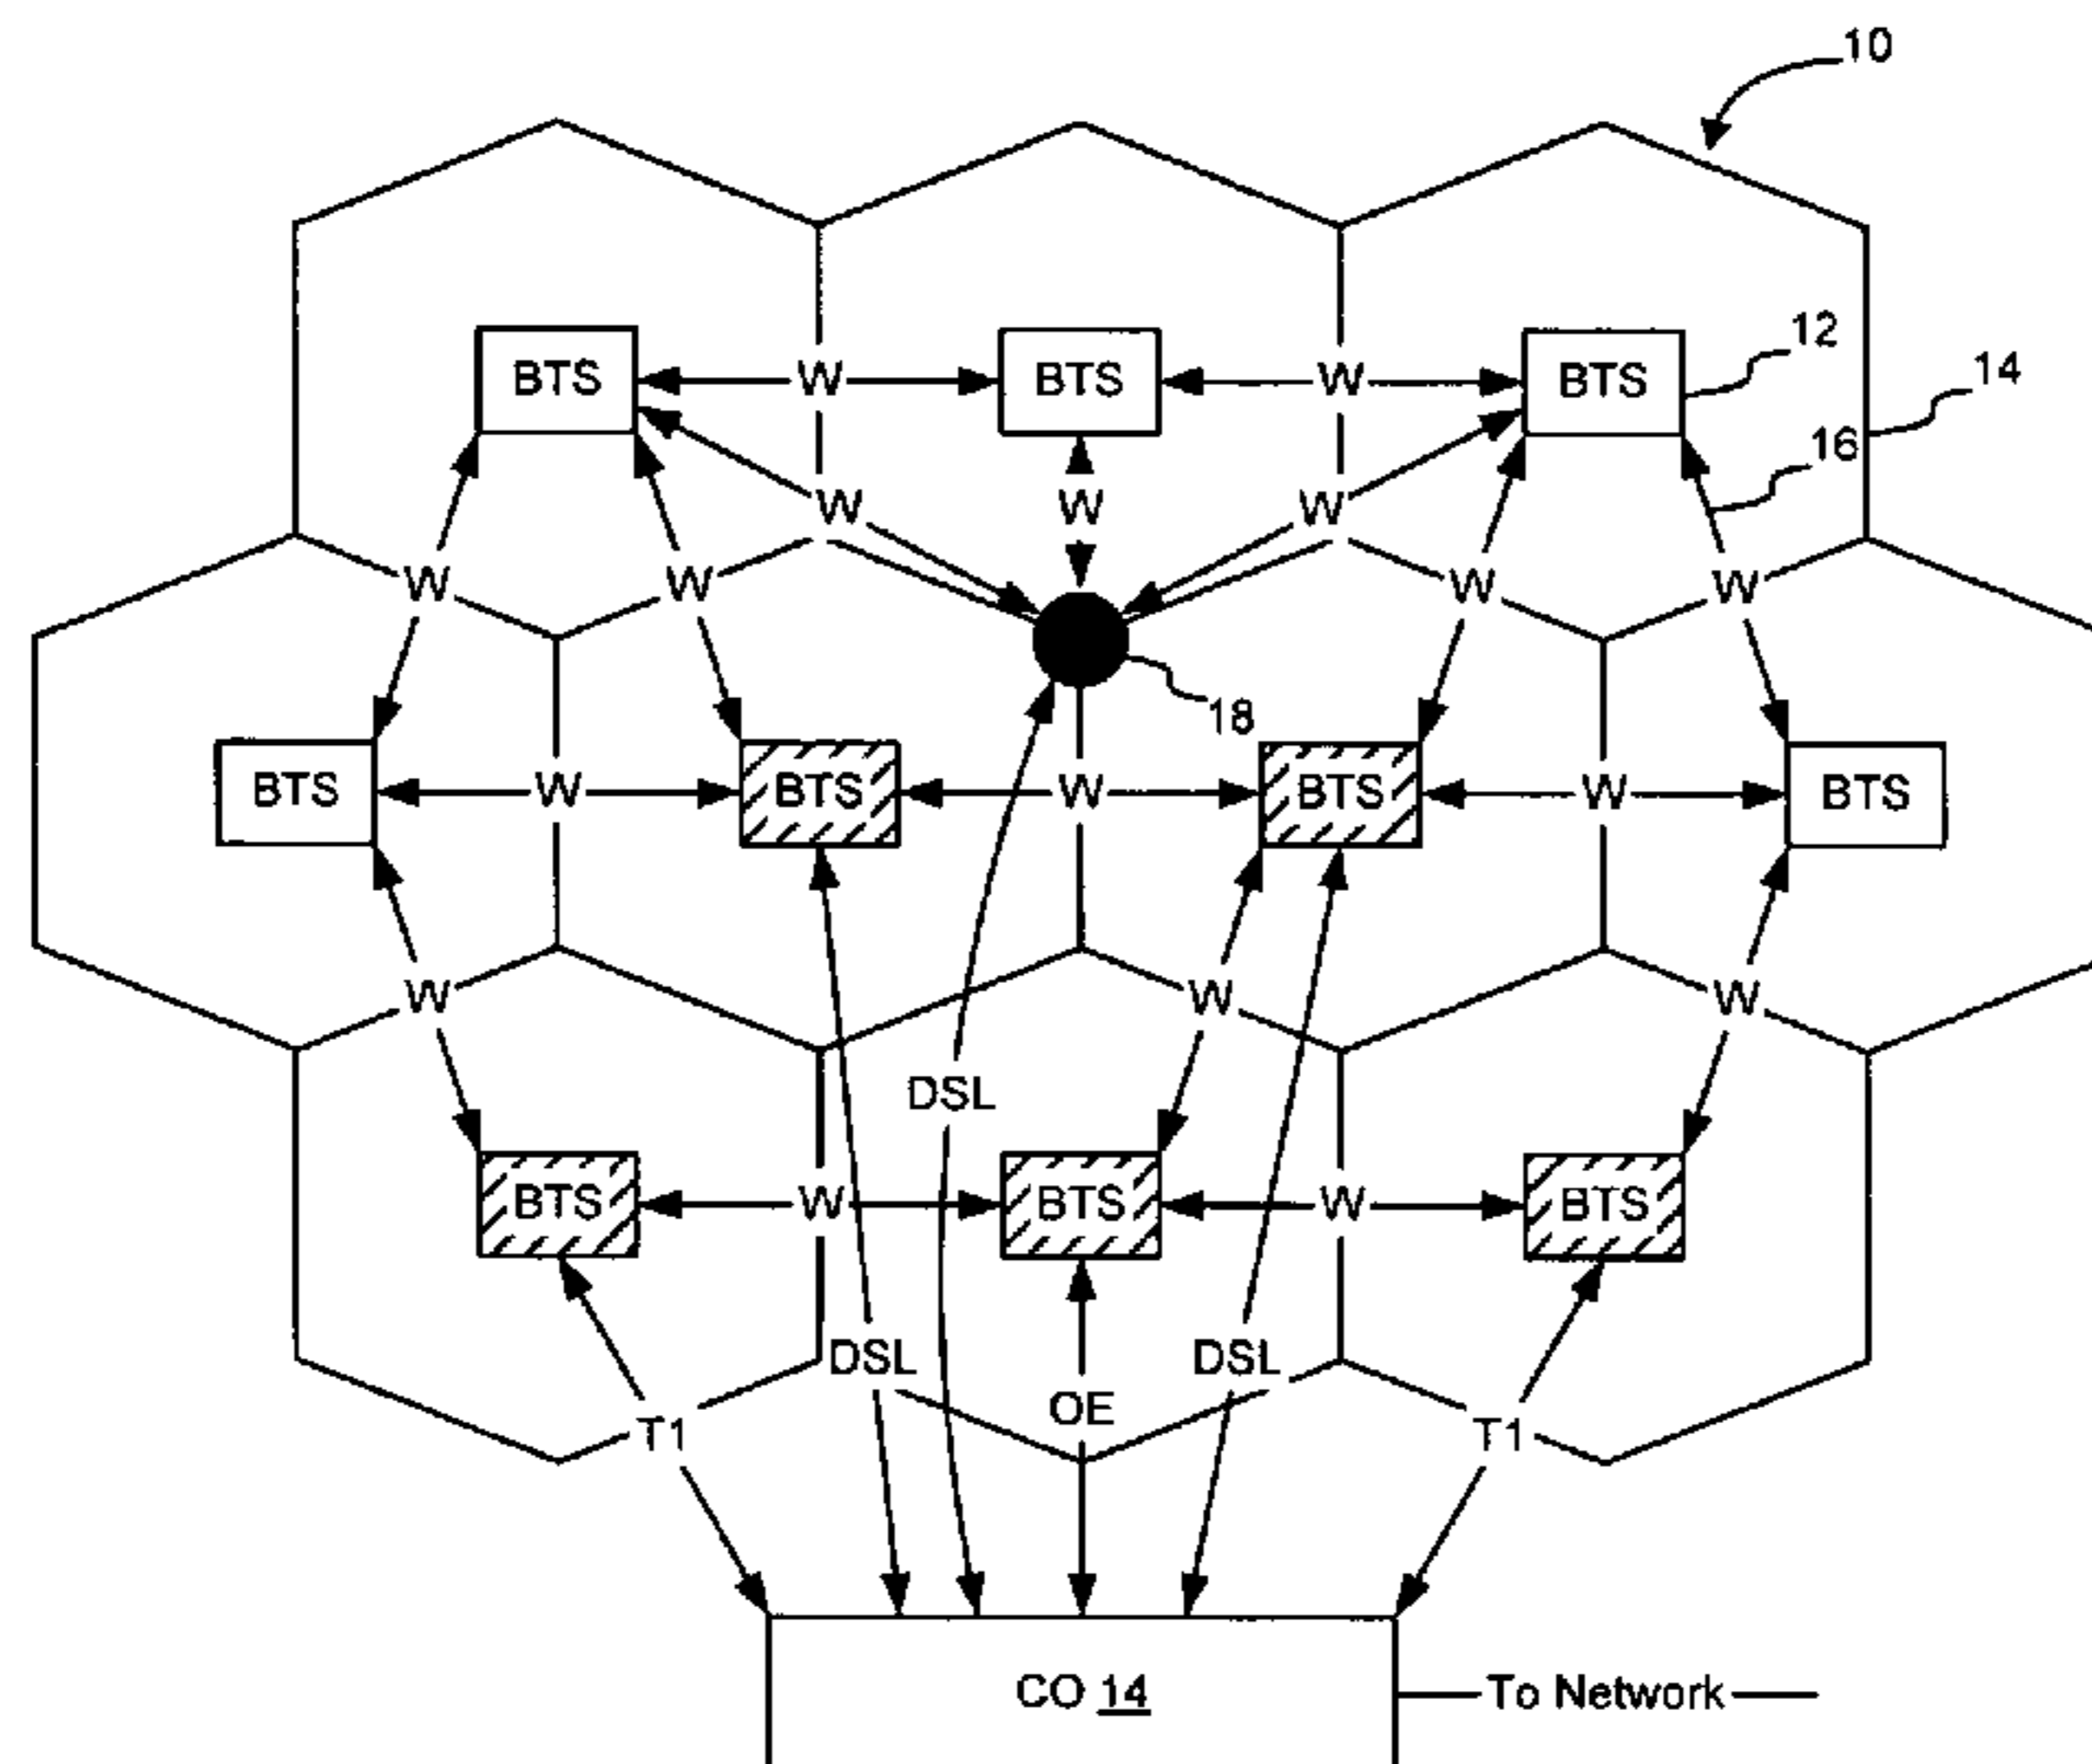 10
12
BTS W BTS W BTS
14
16
W W W
W W W W
18
BTS W BTS W BTS W BTS
W W W
DSL
BTS W BTS W BTS
DSL DSL
OE
T1 T1
CO 14 To Network